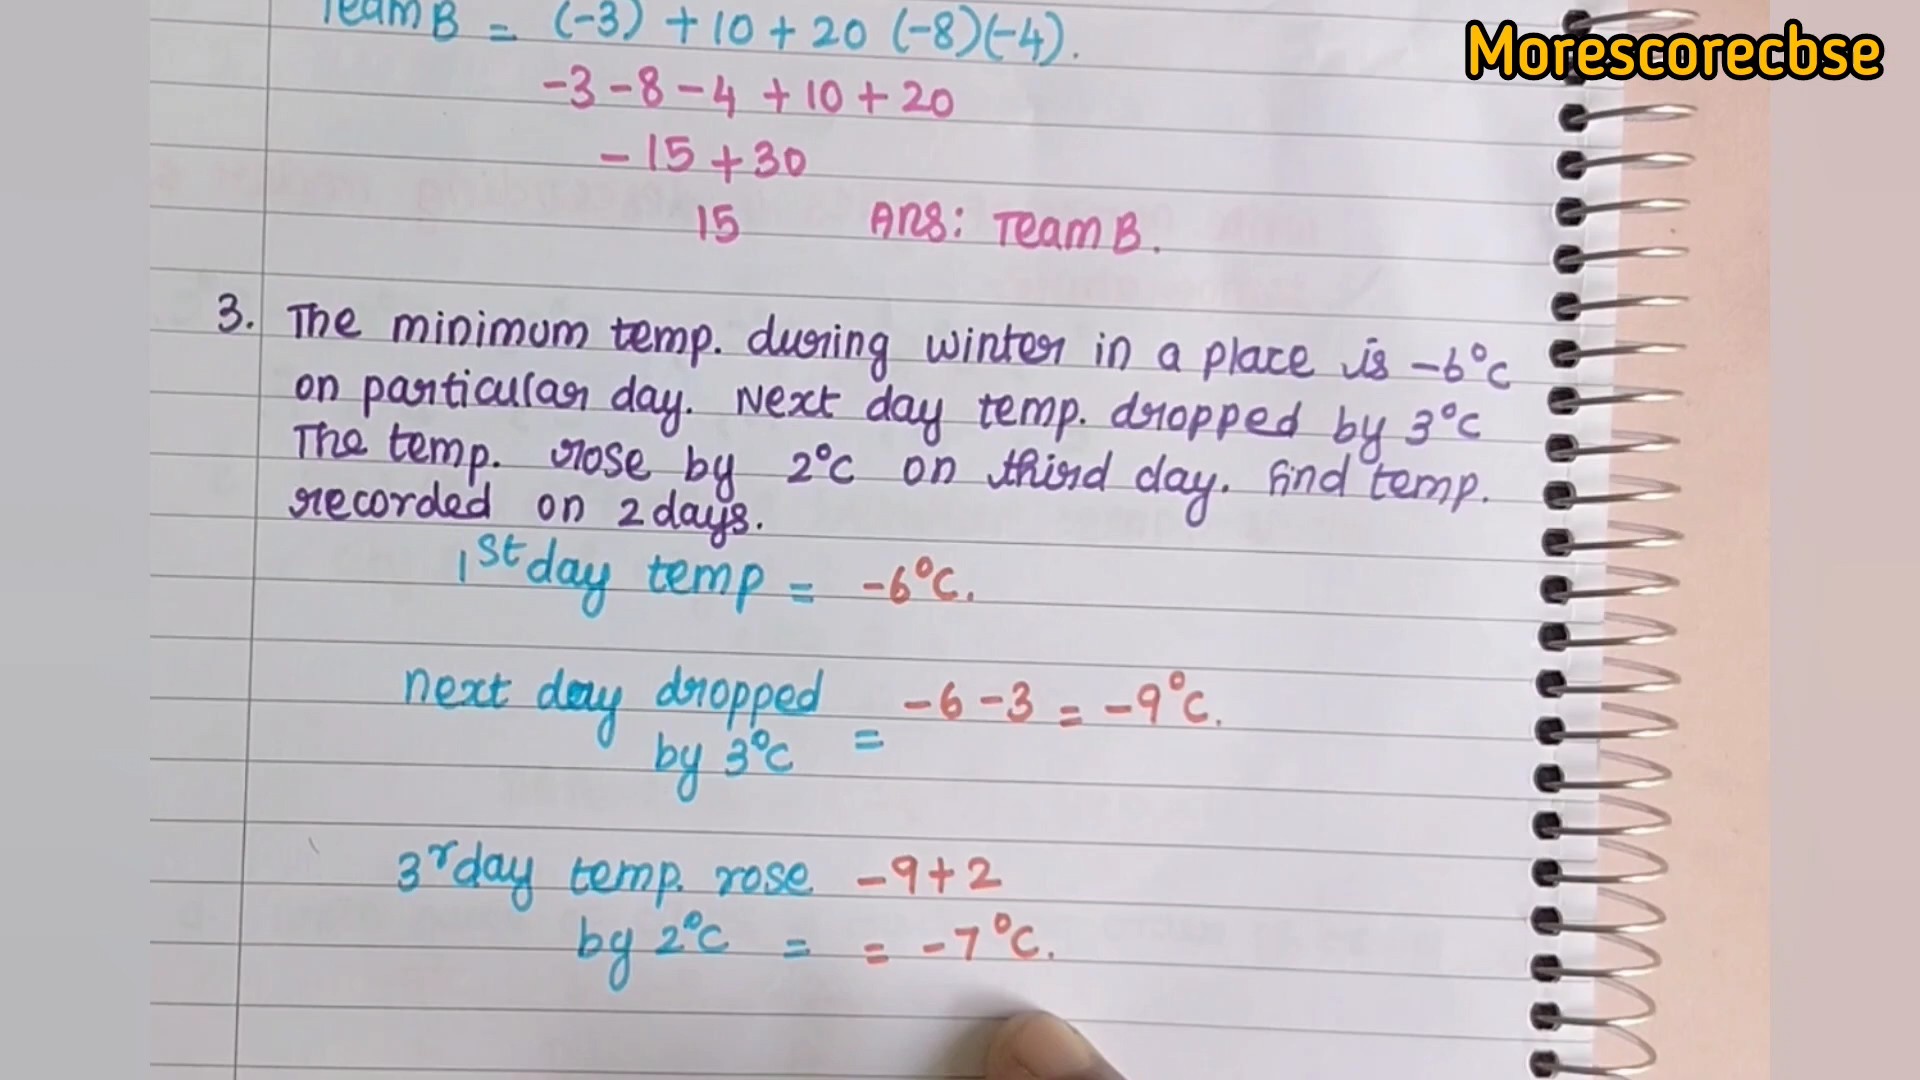 Morescorecbse
Team B = (-3) + 10 + 20 (-8)(-4).
-3 -8 - 4 + 10 + 20
- 15 + 30
15 Ans: Team B.
3. The minimum temp. during winter in a place is -6°C
on particular day. Next day temp. dropped by 3°C
The temp. rose by 2°C on third day. Find temp.
recorded on 2 days.
1st day temp = -6°C.
next day dropped = -6 -3 = -9°C.
by 3°C
3r day temp. rose -9+2
by 2°C = = -7°C.